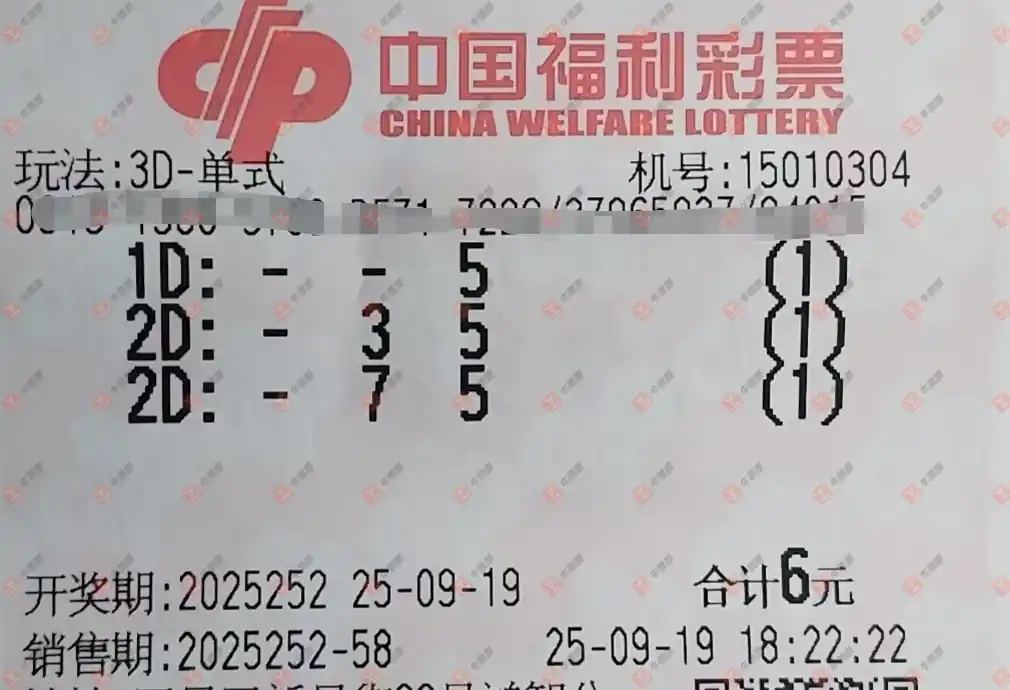 中国福利彩票
CHINA WELFARE LOTTERY
玩法:3D-单式 机号:15010304
1D: - - 5 (1)
2D: - 3 5 (1)
2D: - 7 5 (1)
开奖期:2025252 25-09-19 合计6元
销售期:2025252-58 25-09-19 18:22:22